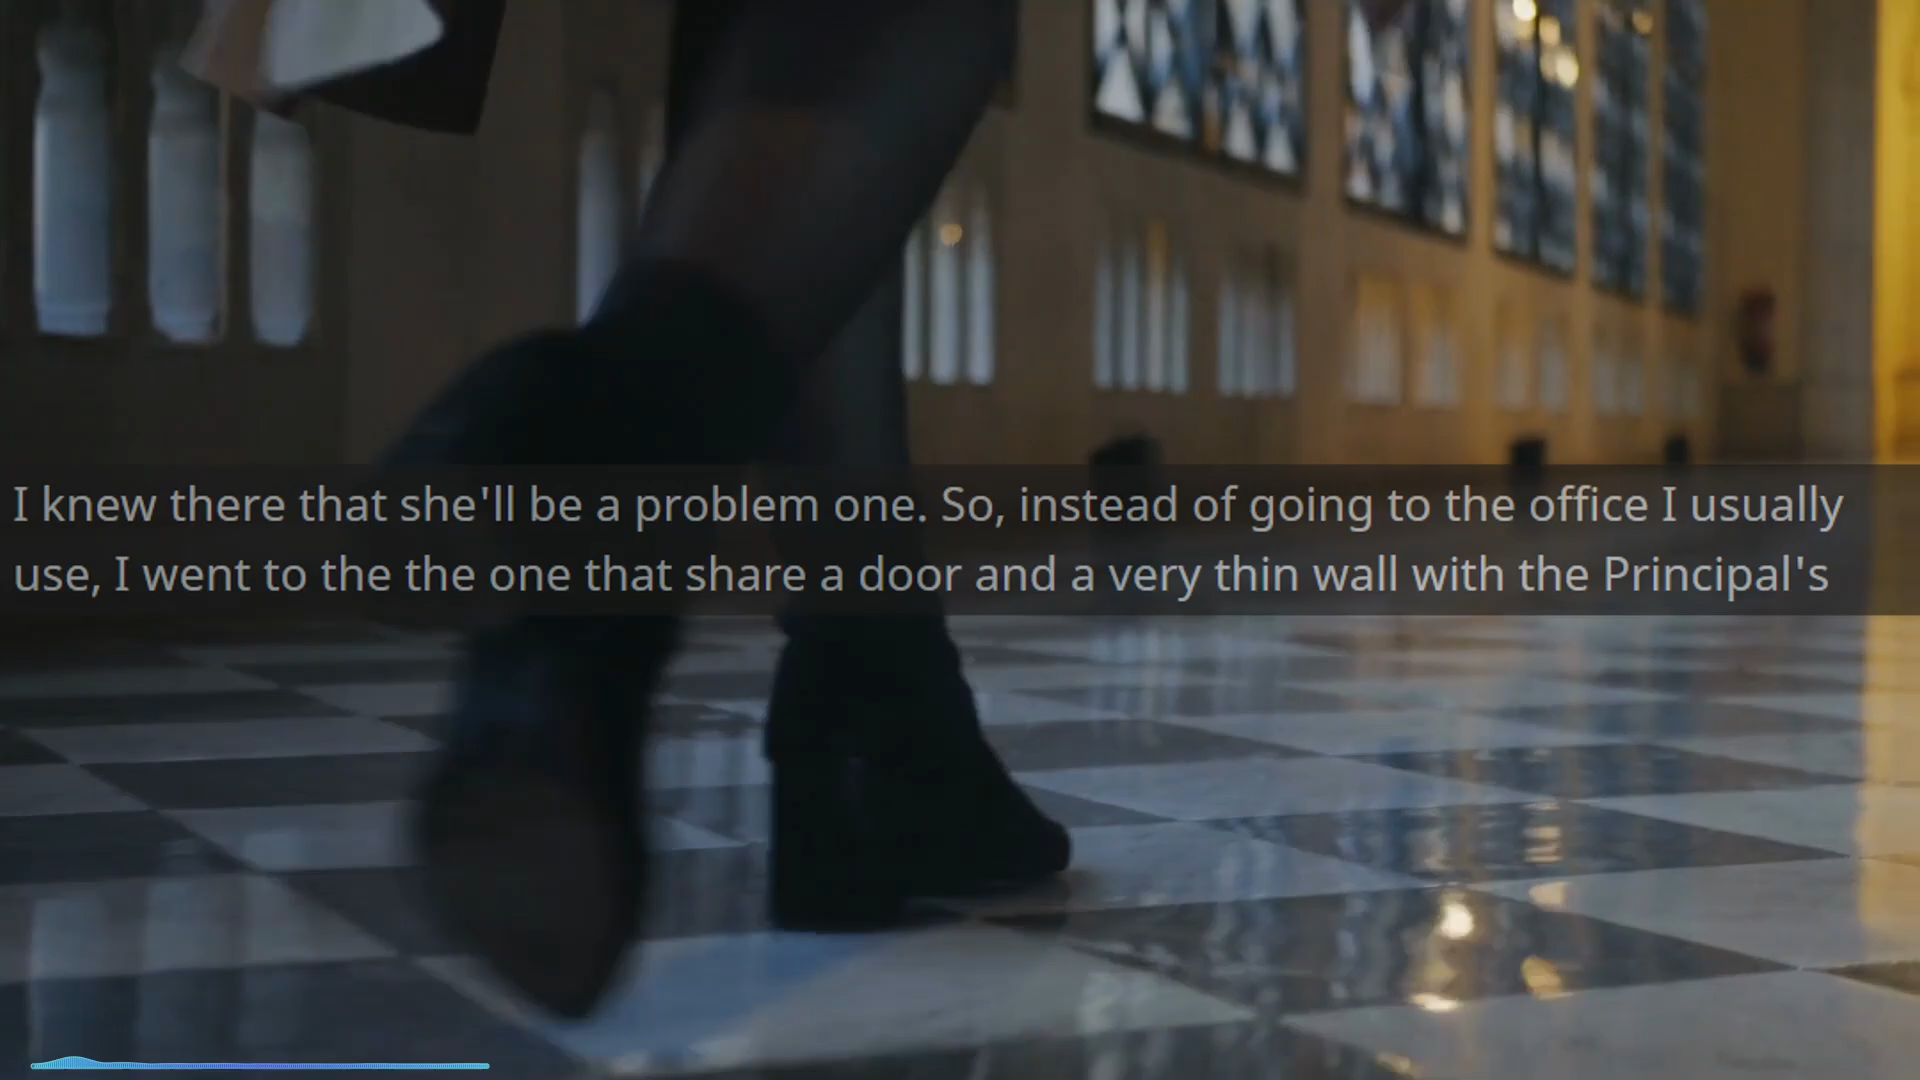 I knew there that she'll be a problem one. So, instead of going to the office I usually
use, I went to the the one that share a door and a very thin wall with the Principal's